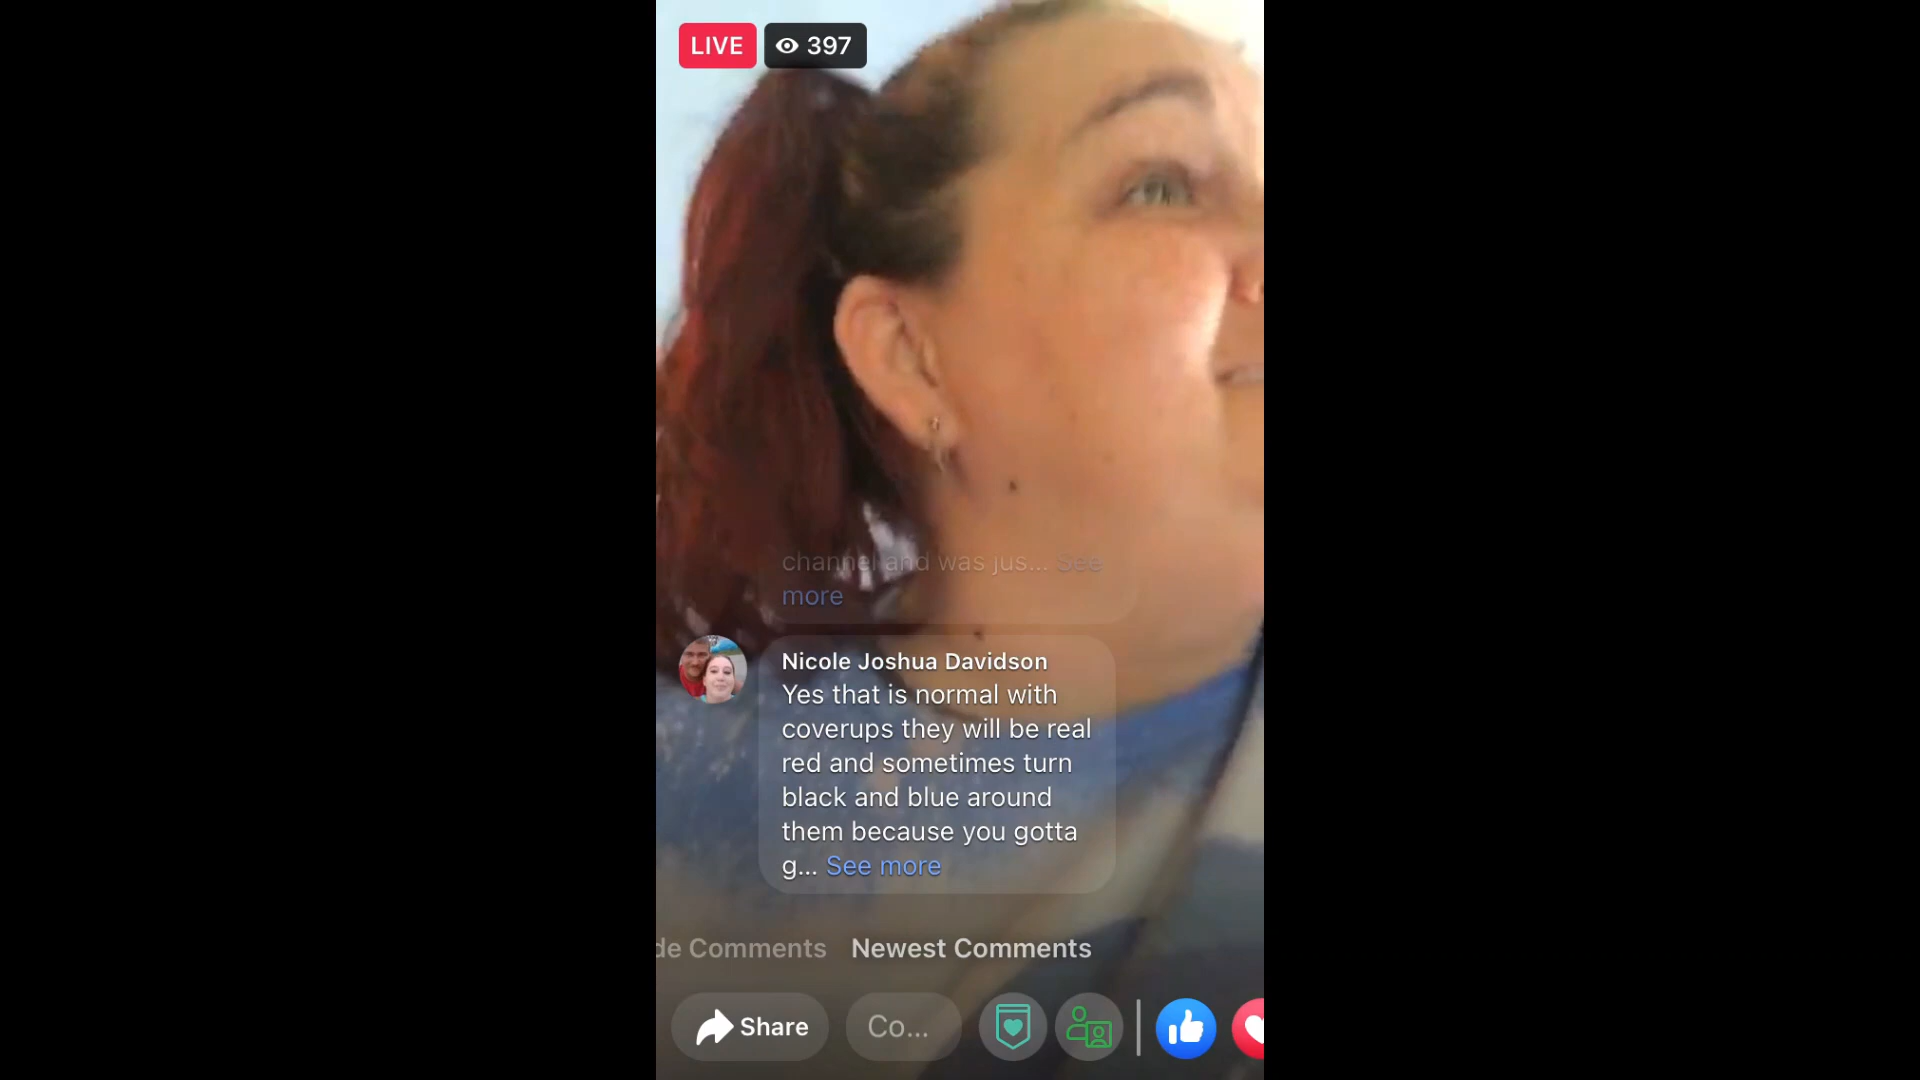 LIVE 397
channel and was jus... See
more
Nicole Joshua Davidson
Yes that is normal with
coverups they will be real
red and sometimes turn
black and blue around
them because you gotta
g... See more
de Comments Newest Comments
Share Co...